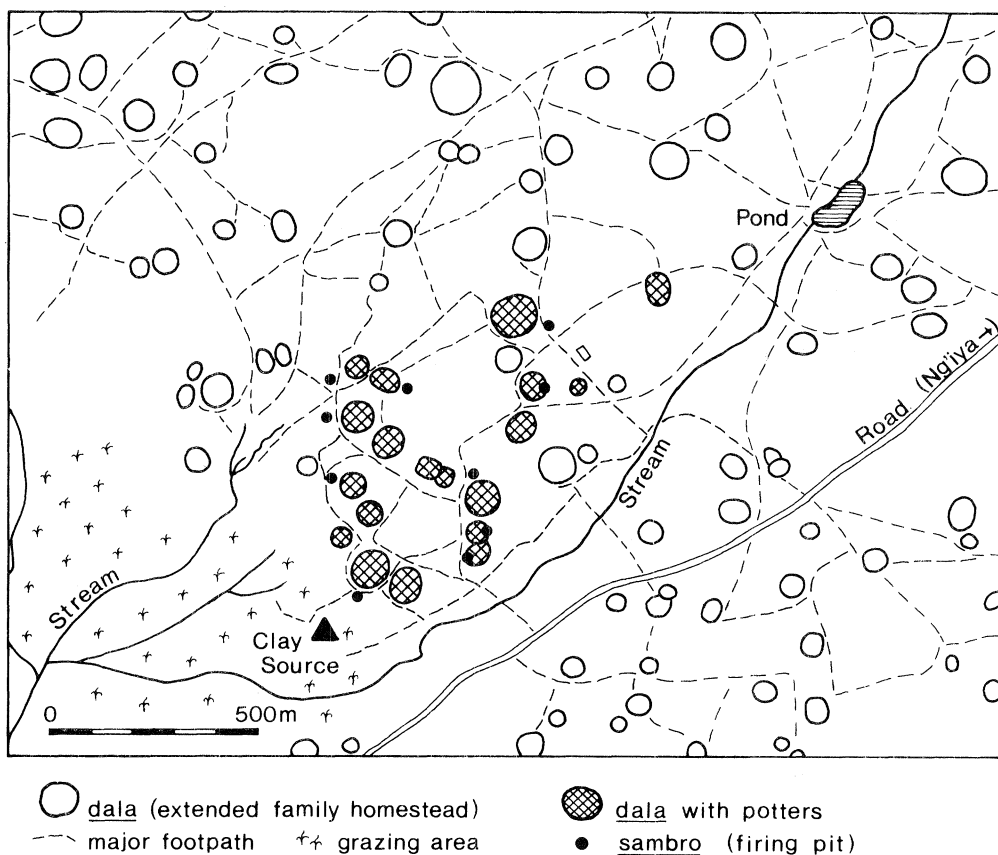 Pond
Road (Ng'iya→)
Stream
Stream
Clay
Source
0 500m
dala (extended family homestead)
dala with potters
major footpath
grazing area
sambro (firing pit)